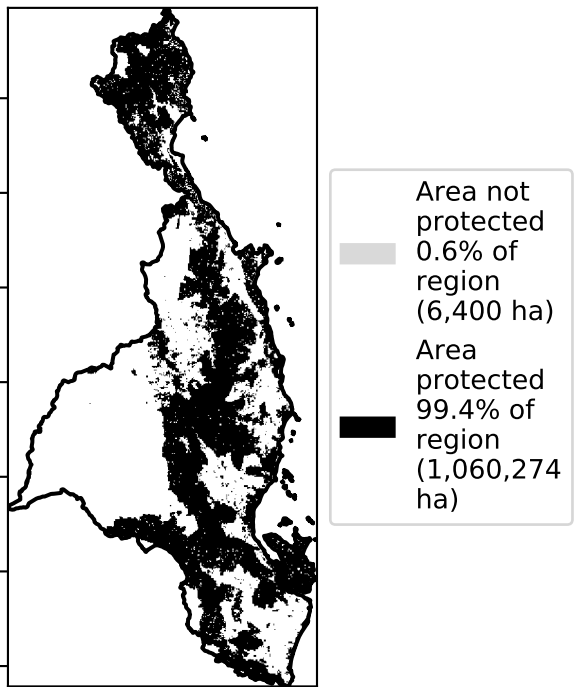 Area not
protected
0.6% of
region
(6,400 ha)
Area
protected
99.4% of
region
(1,060,274
ha)